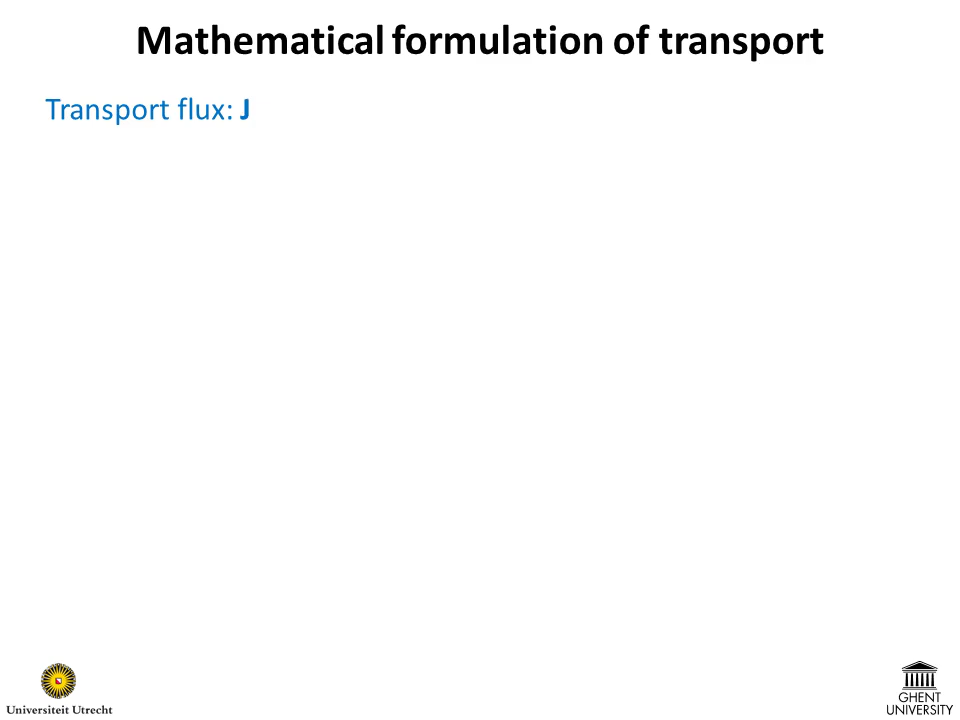 Mathematical formulation of transport
Transport flux: J
Universiteit Utrecht
GHENT
UNIVERSITY